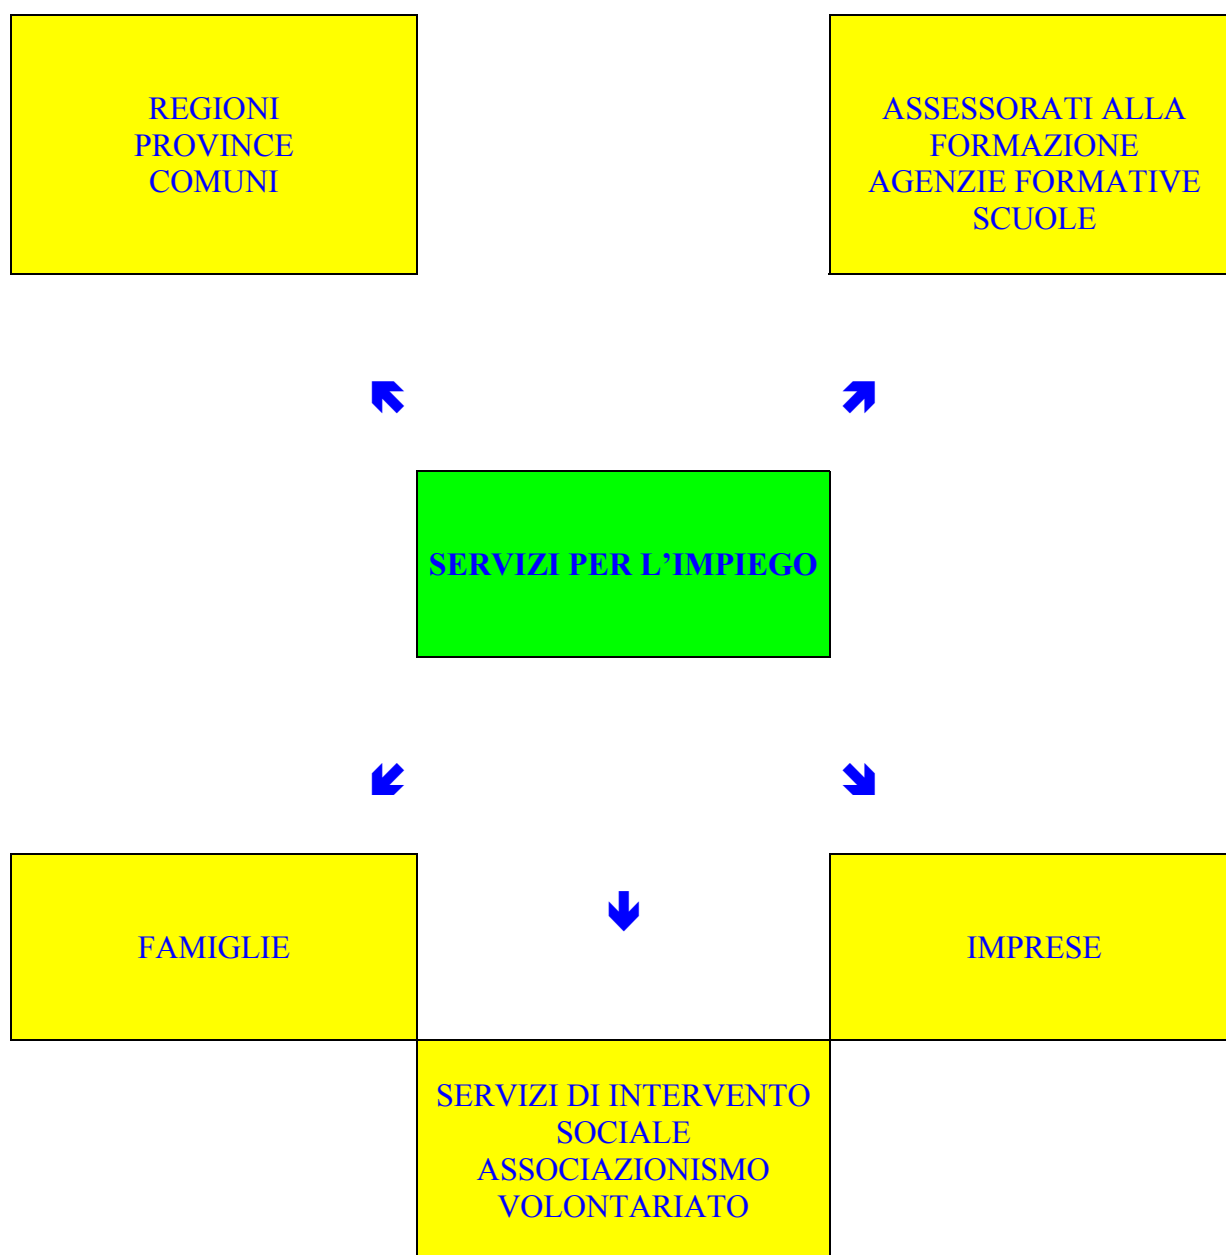 REGIONI
PROVINCE
COMUNI
ASSESSORATI ALLA
FORMAZIONE
AGENZIE FORMATIVE
SCUOLE
SERVIZI PER L’IMPIEGO
FAMIGLIE
IMPRESE
SERVIZI DI INTERVENTO
SOCIALE
ASSOCIAZIONISMO
VOLONTARIATO